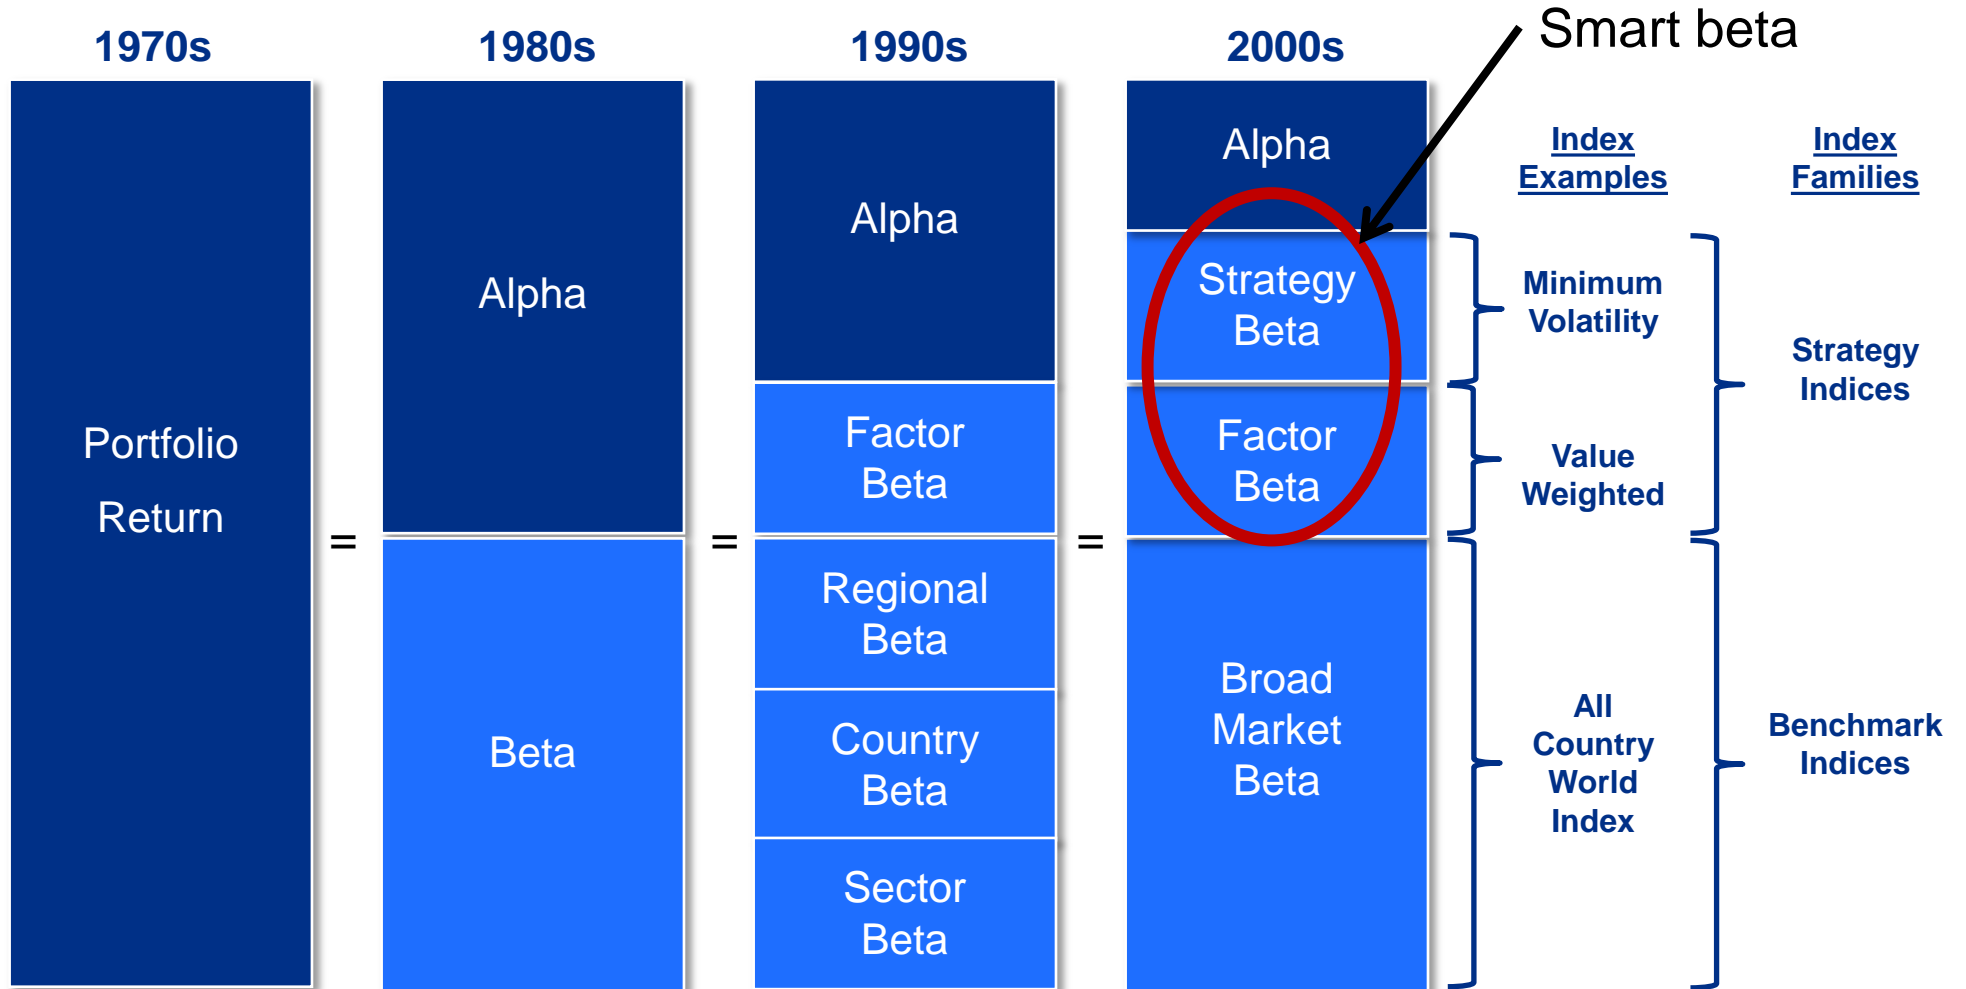 1970s
Portfolio
Return
=
1980s
Alpha
Beta
=
1990s
Alpha
Factor
Beta
Regional
Beta
Country
Beta
Sector
Beta
=
2000s
Alpha
Strategy
Beta
Factor
Beta
Broad
Market
Beta
Smart beta
Index
Examples
Minimum
Volatility
Value
Weighted
All
Country
World
Index
Index
Families
Strategy
Indices
Benchmark
Indices